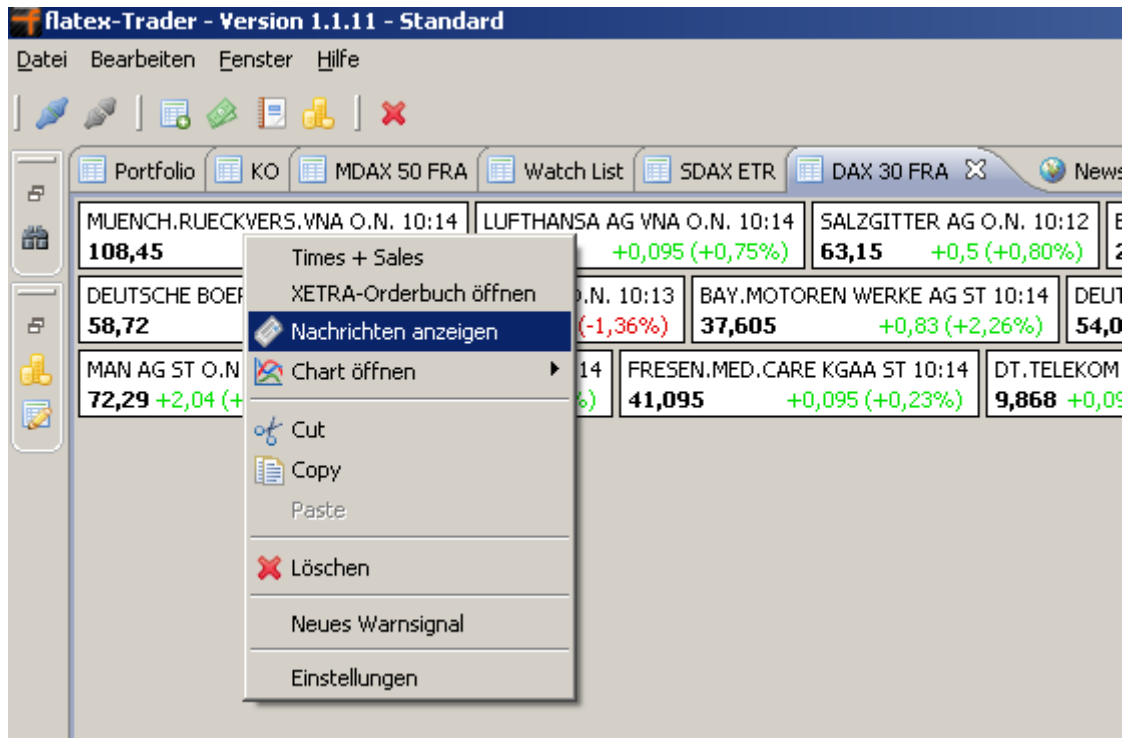 flatex-Trader - Version 1.1.11 - Standard
Datei Bearbeiten Fenster Hilfe
Portfolio KO MDAX 50 FRA Watch List SDAX ETR DAX 30 FRA News
MUENCH.RUECKVERS.VNA O.N. 10:14 LUFTHANSA AG VNA O.N. 10:14 SALZGITTER AG O.N. 10:12
108,45 +0,095 (+0,75%) 63,15 +0,5 (+0,80%)
DEUTSCHE BOER O.N. 10:13 BAY.MOTOREN WERKE AG ST 10:14 DEUT
58,72 (-1,36%) 37,605 +0,83 (+2,26%) 54,0
MAN AG ST O.N 14 FRESEN.MED.CARE KGAA ST 10:14 DT.TELEKOM
72,29 +2,04 (+ %) 41,095 +0,095 (+0,23%) 9,868 +0,09
Times + Sales
XETRA-Orderbuch öffnen
Nachrichten anzeigen
Chart öffnen
Cut
Copy
Paste
Löschen
Neues Warnsignal
Einstellungen